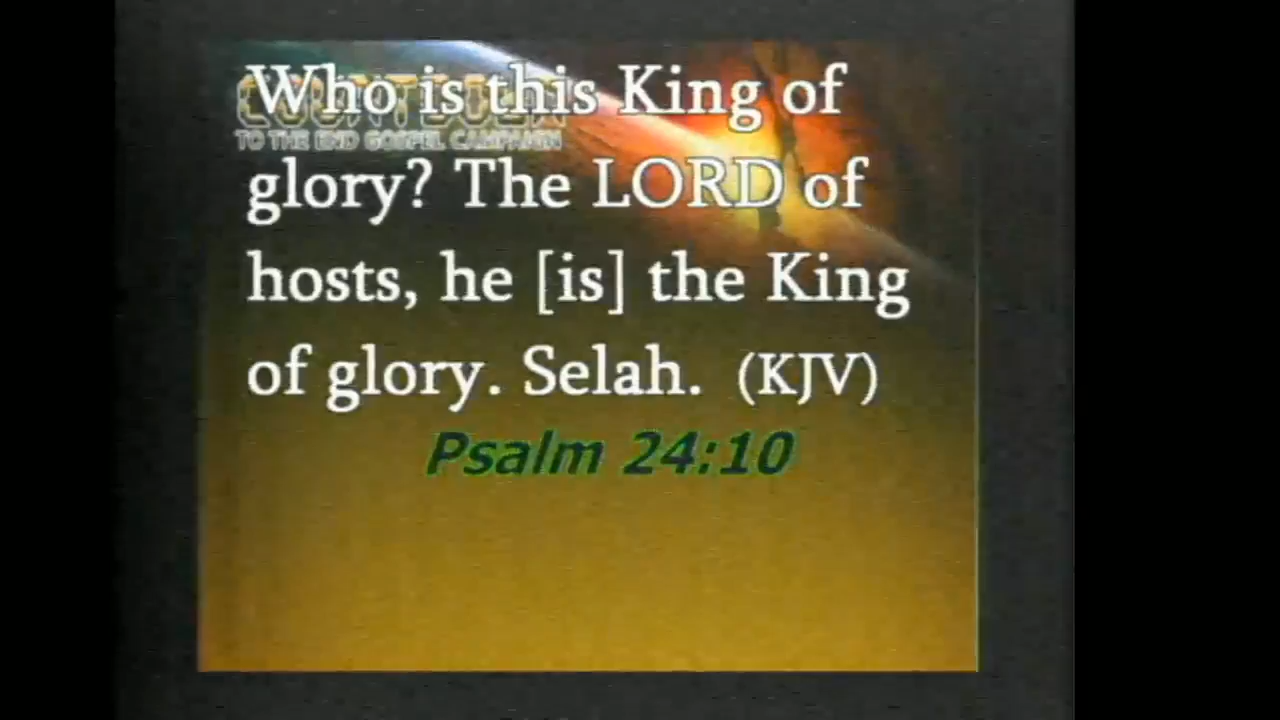 COUNTDOWN
TO THE END GOSPEL CAMPAIGN
Who is this King of
glory? The LORD of
hosts, he [is] the King
of glory. Selah. (KJV)
Psalm 24:10